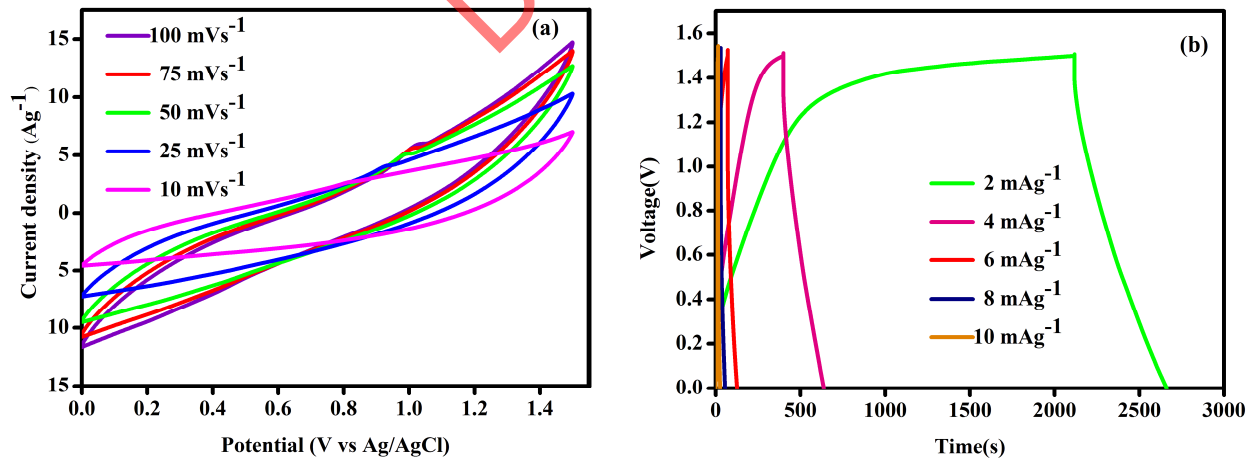 (a)
100 mVs-1
75 mVs-1
50 mVs-1
25 mVs-1
10 mVs-1
15
10
5
0
5
10
15
Current density (Ag-1)
0.0 0.2 0.4 0.6 0.8 1.0 1.2 1.4
Potential (V vs Ag/AgCl)
(b)
1.6
1.4
1.2
1.0
0.8
0.6
0.4
0.2
0.0
Voltage(V)
2 mAg-1
4 mAg-1
6 mAg-1
8 mAg-1
10 mAg-1
0 500 1000 1500 2000 2500 3000
Time(s)